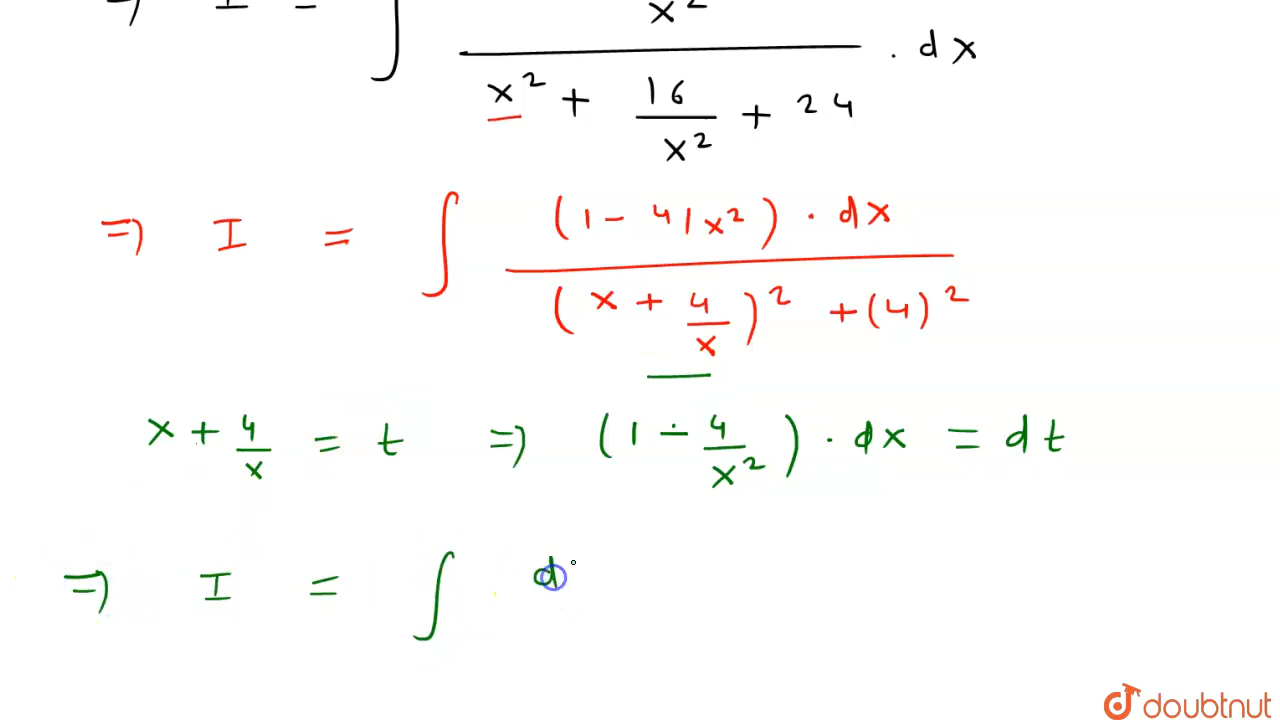 ⇒ I = ∫ x² / (x² + 16/x² + 24) . dx
⇒ I = ∫ (1 - 4/x²) · dx / ((x + 4/x)² + (4)²)
x + 4/x = t ⇒ (1 - 4/x²) · dx = dt
⇒ I = ∫ d
doubtnut